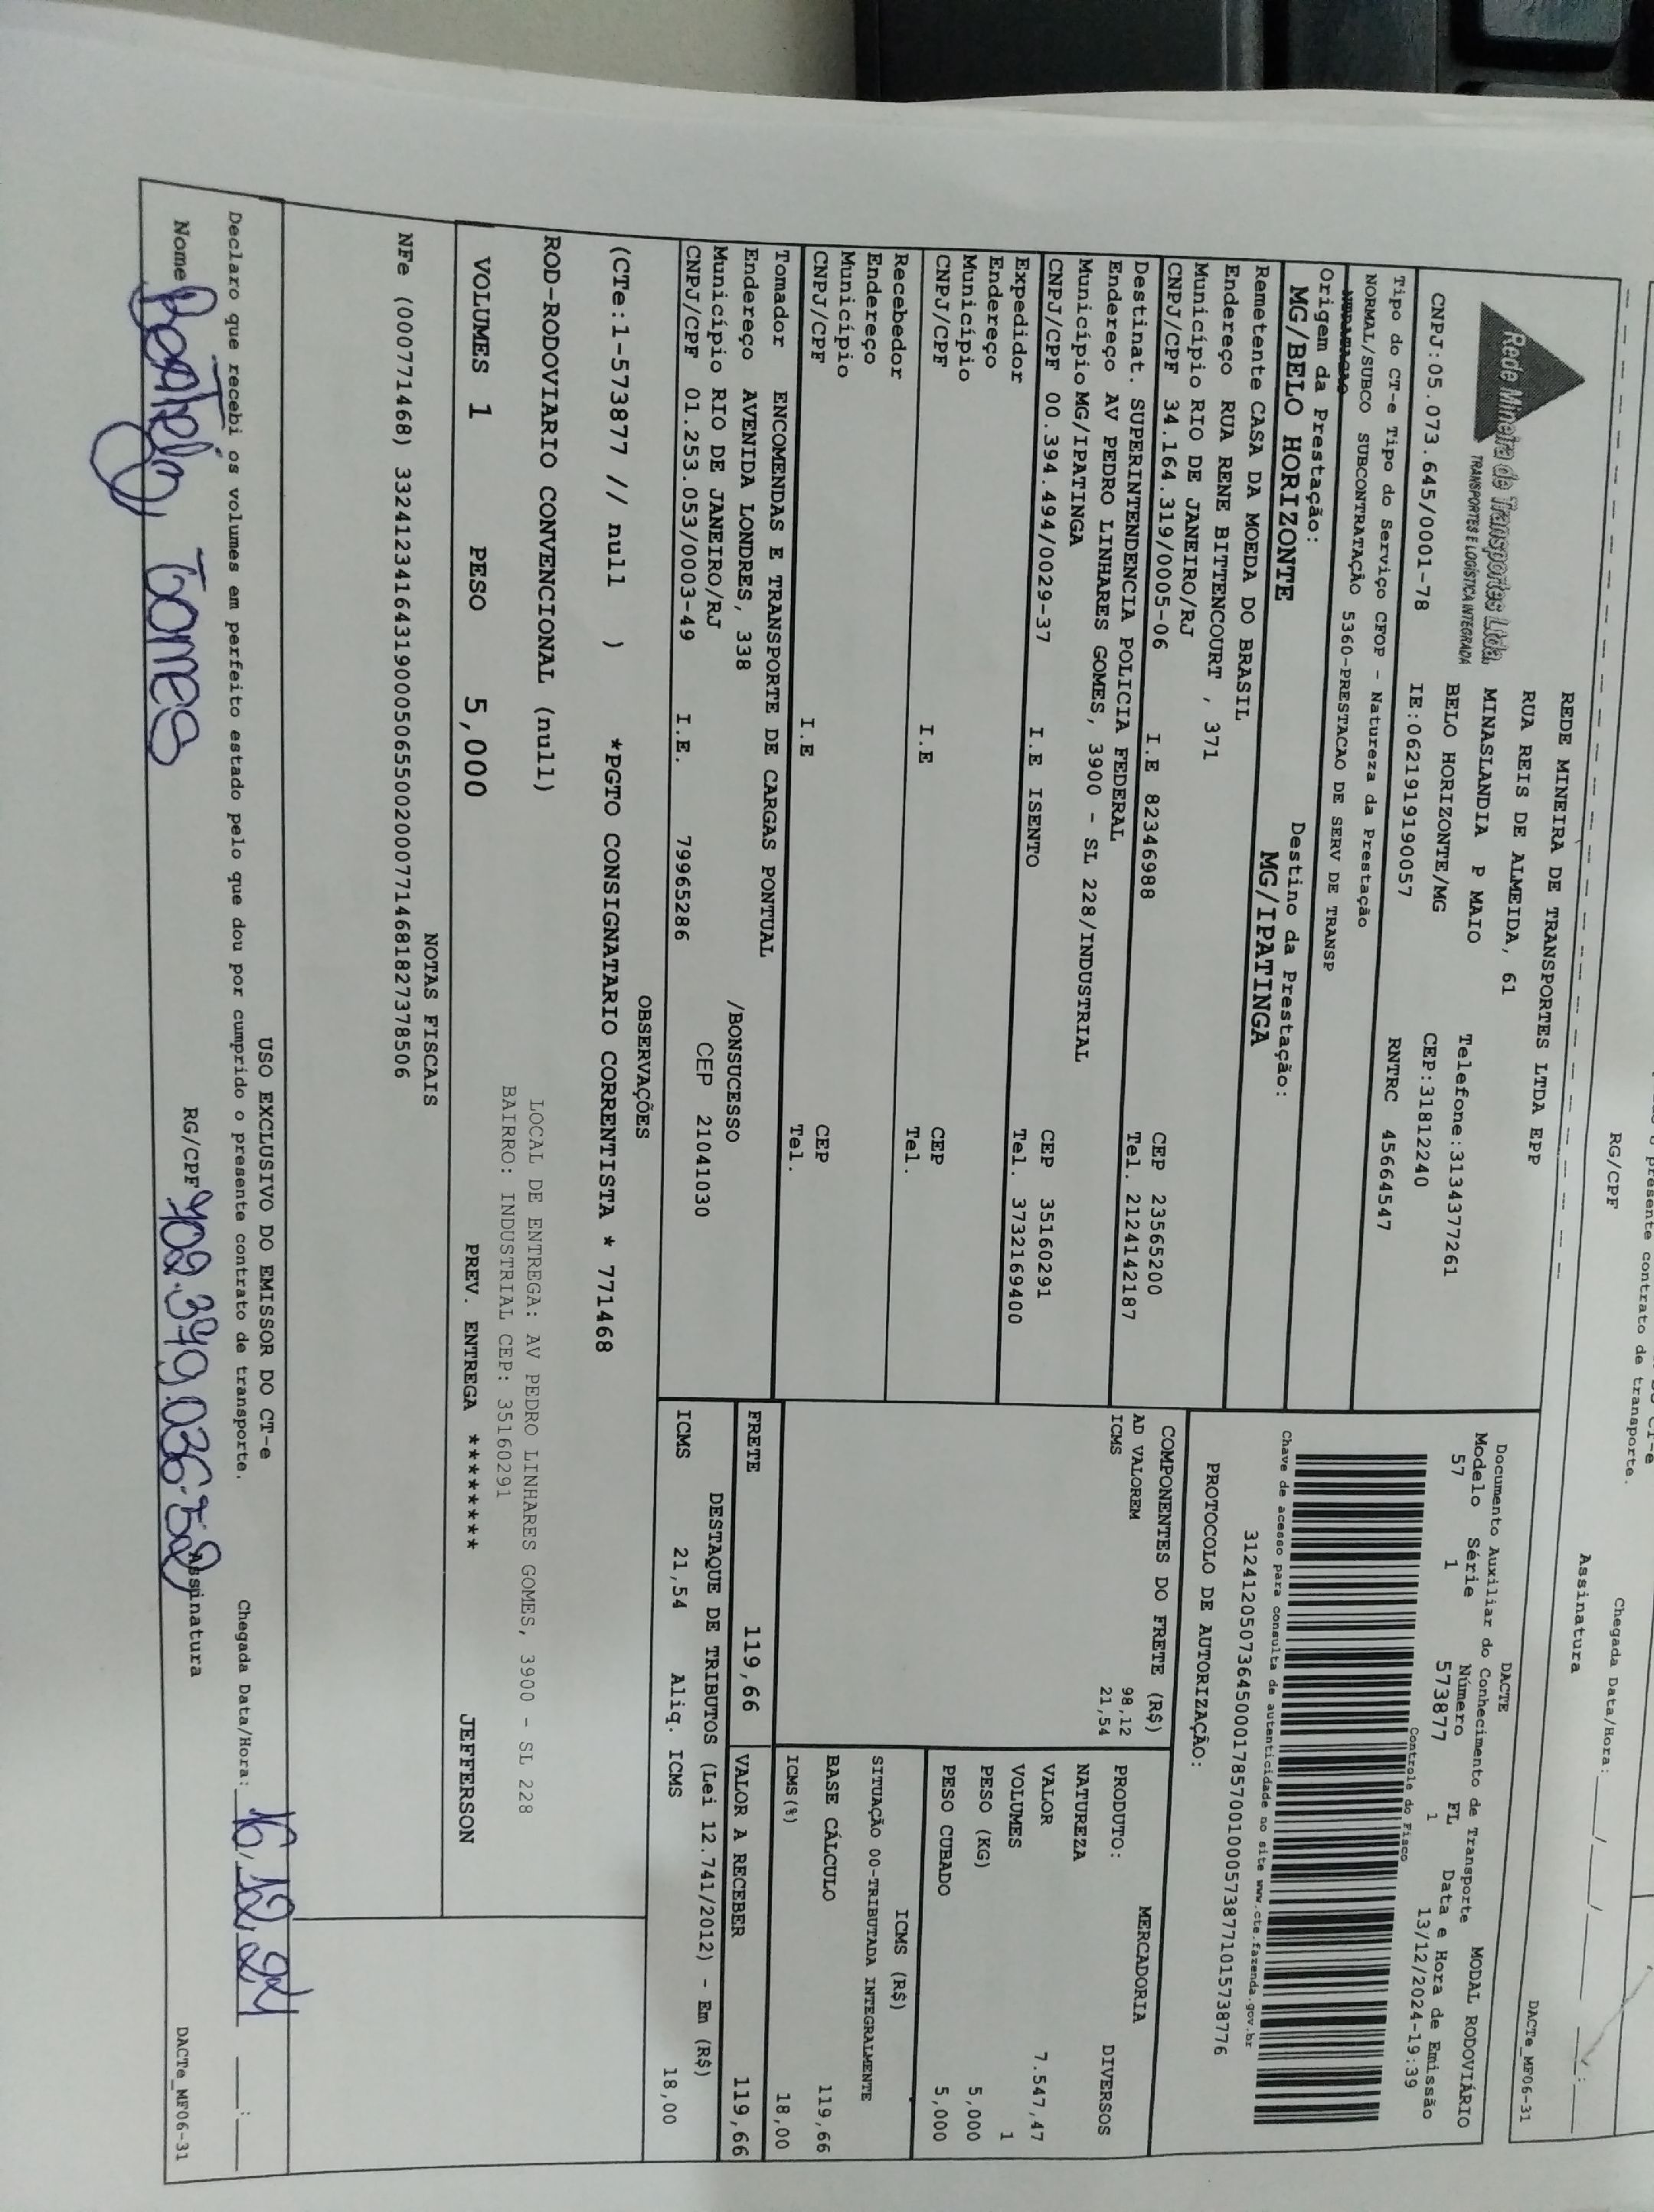 o presente contrato de transporte.
RG/CPF
Chegada Data/Hora:____/____/____ ____:____
Assinatura
DACTe_MF06-31
Rede Mineira de Transportes Ltda.
TRANSPORTES E LOGÍSTICA INTEGRADA
REDE MINEIRA DE TRANSPORTES LTDA EPP
RUA REIS DE ALMEIDA, 61
MINASLANDIA P MAIO
BELO HORIZONTE/MG
Telefone:3134377261
CEP:31812240
CNPJ:05.073.645/0001-78
IE:0621919190057
RNTRC 45664547
DACTE
Documento Auxiliar do Conhecimento de Transporte
MODAL RODOVIÁRIO
Modelo Série Número FL Data e Hora de Emissão
57 1 573877 1 13/12/2024-19:39
Controle do Fisco
Tipo do CT-e Tipo do Serviço CFOP - Natureza da Prestação
NORMAL/SUBCO SUBCONTRATAÇÃO 5360-PRESTACAO DE SERV DE TRANSP
Origem da Prestação:
MG/BELO HORIZONTE
Destino da Prestação:
MG/IPATINGA
Chave de acesso para consulta de autenticidade no site www.cte.fazenda.gov.br
31241205073645000178570010005738771015738776
PROTOCOLO DE AUTORIZAÇÃO:
Remetente CASA DA MOEDA DO BRASIL
Endereço RUA RENE BITTENCOURT , 371
Município RIO DE JANEIRO/RJ
CEP 23565200
CNPJ/CPF 34.164.319/0005-06 I.E 82346988
Tel. 2124142187
Destinat. SUPERINTENDENCIA POLICIA FEDERAL
Endereço AV PEDRO LINHARES GOMES, 3900 - SL 228/INDUSTRIAL
Município MG/IPATINGA
CEP 35160291
CNPJ/CPF 00.394.494/0029-37 I.E ISENTO
Tel. 3732169400
Expedidor
Endereço
Município
CEP
CNPJ/CPF I.E
Tel.
Recebedor
Endereço
Município
CEP
CNPJ/CPF I.E
Tel.
Tomador ENCOMENDAS E TRANSPORTE DE CARGAS PONTUAL
Endereço AVENIDA LONDRES, 338 /BONSUCESSO
Município RIO DE JANEIRO/RJ CEP 21041030
CNPJ/CPF 01.253.053/0003-49 I.E. 79965286
COMPONENTES DO FRETE (R$)
AD VALOREM 98,12
ICMS 21,54
MERCADORIA
PRODUTO: DIVERSOS
NATUREZA
VALOR 7.547,47
VOLUMES 1
PESO (KG) 5,000
PESO CUBADO 5,000
ICMS (R$)
SITUAÇÃO 00-TRIBUTADA INTEGRALMENTE
BASE CÁLCULO 119,66
ICMS(%) 18,00
FRETE 119,66
VALOR A RECEBER 119,66
DESTAQUE DE TRIBUTOS (Lei 12.741/2012) - Em (R$)
ICMS 21,54 Aliq. ICMS 18,00
OBSERVAÇÕES
(CTe:1-573877 // null ) *PGTO CONSIGNATARIO CORRENTISTA * 771468
ROD-RODOVIARIO CONVENCIONAL (null)
LOCAL DE ENTREGA: AV PEDRO LINHARES GOMES, 3900 - SL 228
BAIRRO: INDUSTRIAL CEP: 35160291
VOLUMES 1 PESO 5,000 PREV. ENTREGA ******** JEFFERSON
NOTAS FISCAIS
NFe (000771468) 33241234164319000506550020007714681827378506
USO EXCLUSIVO DO EMISSOR DO CT-e
Declaro que recebi os volumes em perfeito estado pelo que dou por cumprido o presente contrato de transporte.
Chegada Data/Hora: 16/12/24 ____:____
Nome
RG/CPF
Assinatura
DACTe_MF06-31